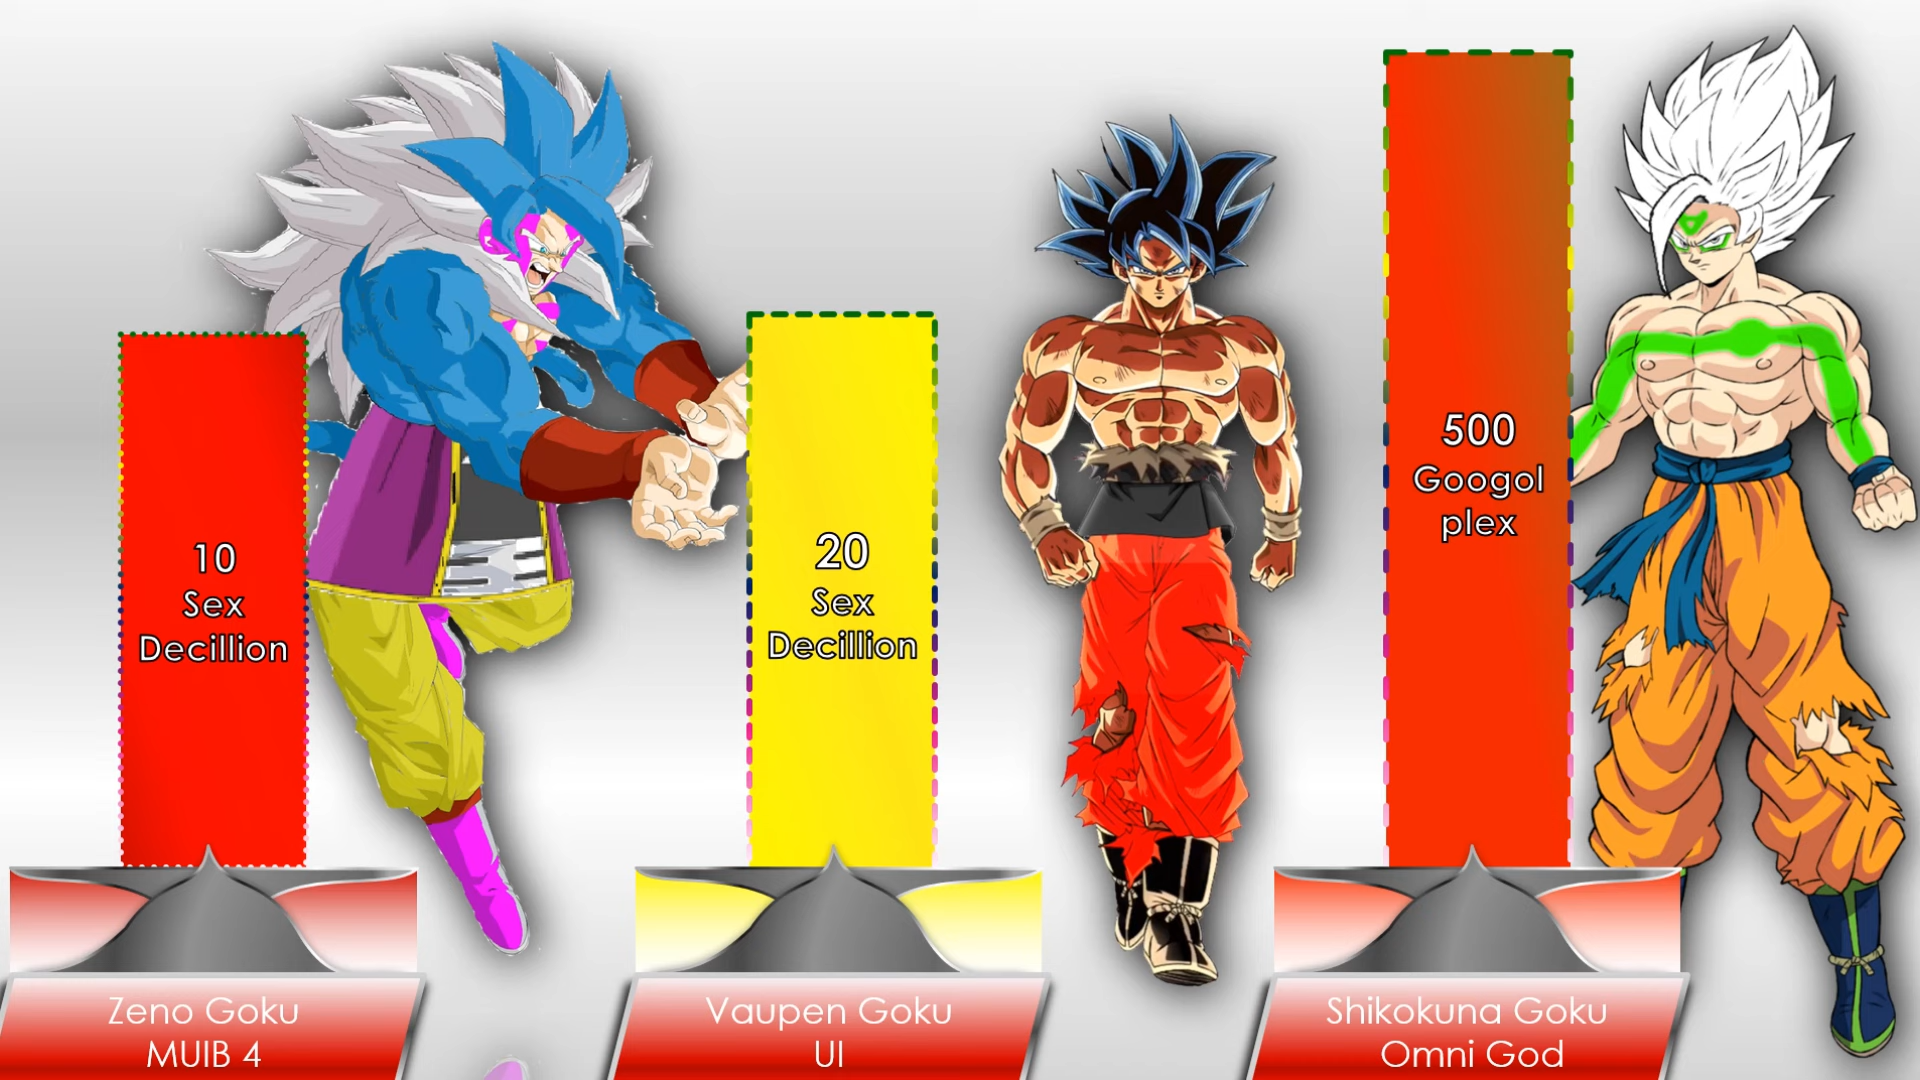 10
Sex
Decillion
20
Sex
Decillion
500
Googol
plex
Zeno Goku
MUIB 4
Vaupen Goku
UI
Shikokuna Goku
Omni God